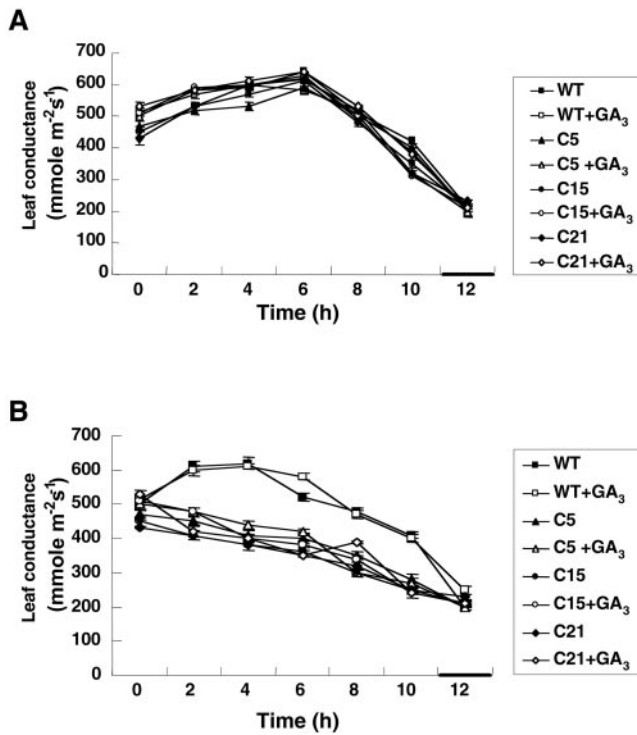 A
Leaf conductance
(mmole m⁻²s⁻¹)
700
600
500
400
300
200
100
0
0 2 4 6 8 10 12
Time (h)
WT
WT+GA₃
C5
C5 +GA₃
C15
C15+GA₃
C21
C21+GA₃
B
Leaf conductance
(mmole m⁻²s⁻¹)
700
600
500
400
300
200
100
0
0 2 4 6 8 10 12
Time (h)
WT
WT+GA₃
C5
C5 +GA₃
C15
C15+GA₃
C21
C21+GA₃